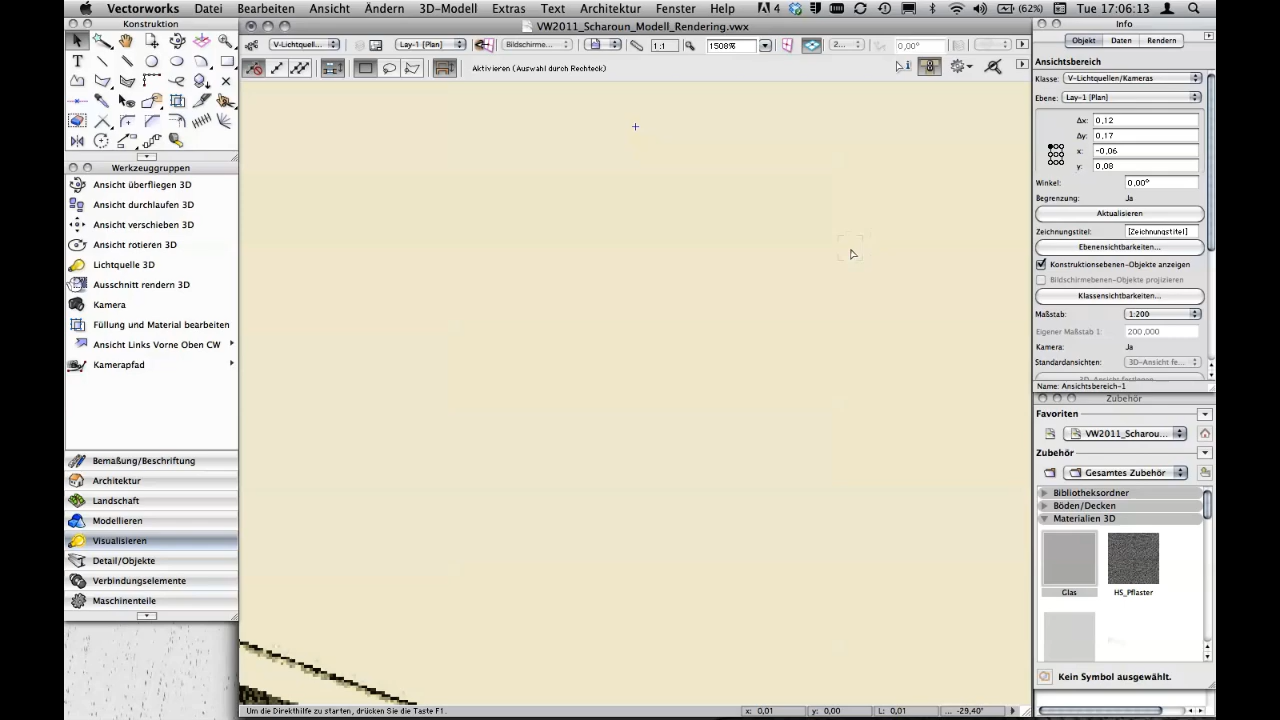 Vectorworks Datei Bearbeiten Ansicht Ändern 3D-Modell Extras Text Architektur Fenster Help 4 (62%) Tue 17:06:13
Konstruktion
VW2011_Scharoun_Modell_Rendering.vwx
Info
V-Lichtquell... Lay-1 [Plan] Bildschirme... 1:1 1508% 2... 0,00°
Objekt Daten Rendern
Aktivieren (Auswahl durch Rechteck)
Ansichtsbereich
Klasse: V-Lichtquellen/Kameras
Ebene: Lay-1 [Plan]
Δx: 0,12
Δy: 0,17
x: -0,06
y: 0,08
Winkel: 0,00°
Begrenzung: Ja
Aktualisieren
Zeichnungstitel: [Zeichnungstitel]
Ebenensichtbarkeiten...
Konstruktionsebenen-Objekte anzeigen
Bildschirmebenen-Objekte projizieren
Klassensichtbarkeiten...
Maßstab: 1:200
Eigener Maßstab 1: 200,000
Kamera: Ja
Standardansichten: 3D-Ansicht fe...
Name: Ansichtsbereich-1
Werkzeuggruppen
Ansicht überfliegen 3D
Ansicht durchlaufen 3D
Ansicht verschieben 3D
Ansicht rotieren 3D
Lichtquelle 3D
Ausschnitt rendern 3D
Kamera
Füllung und Material bearbeiten
Ansicht Links Vorne Oben CW
Kamerapfad
Bemaßung/Beschriftung
Architektur
Landschaft
Modellieren
Visualisieren
Detail/Objekte
Verbindungselemente
Maschinenteile
Zubehör
Favoriten
VW2011_Scharou...
Zubehör
Gesamtes Zubehör
Bibliotheksordner
Böden/Decken
Materialien 3D
Glas HS_Pflaster
Kein Symbol ausgewählt.
Um die Direkthilfe zu starten, drücken Sie die Taste F1. x: 0,01 y: 0,00 L: 0,01 ... -29,40°